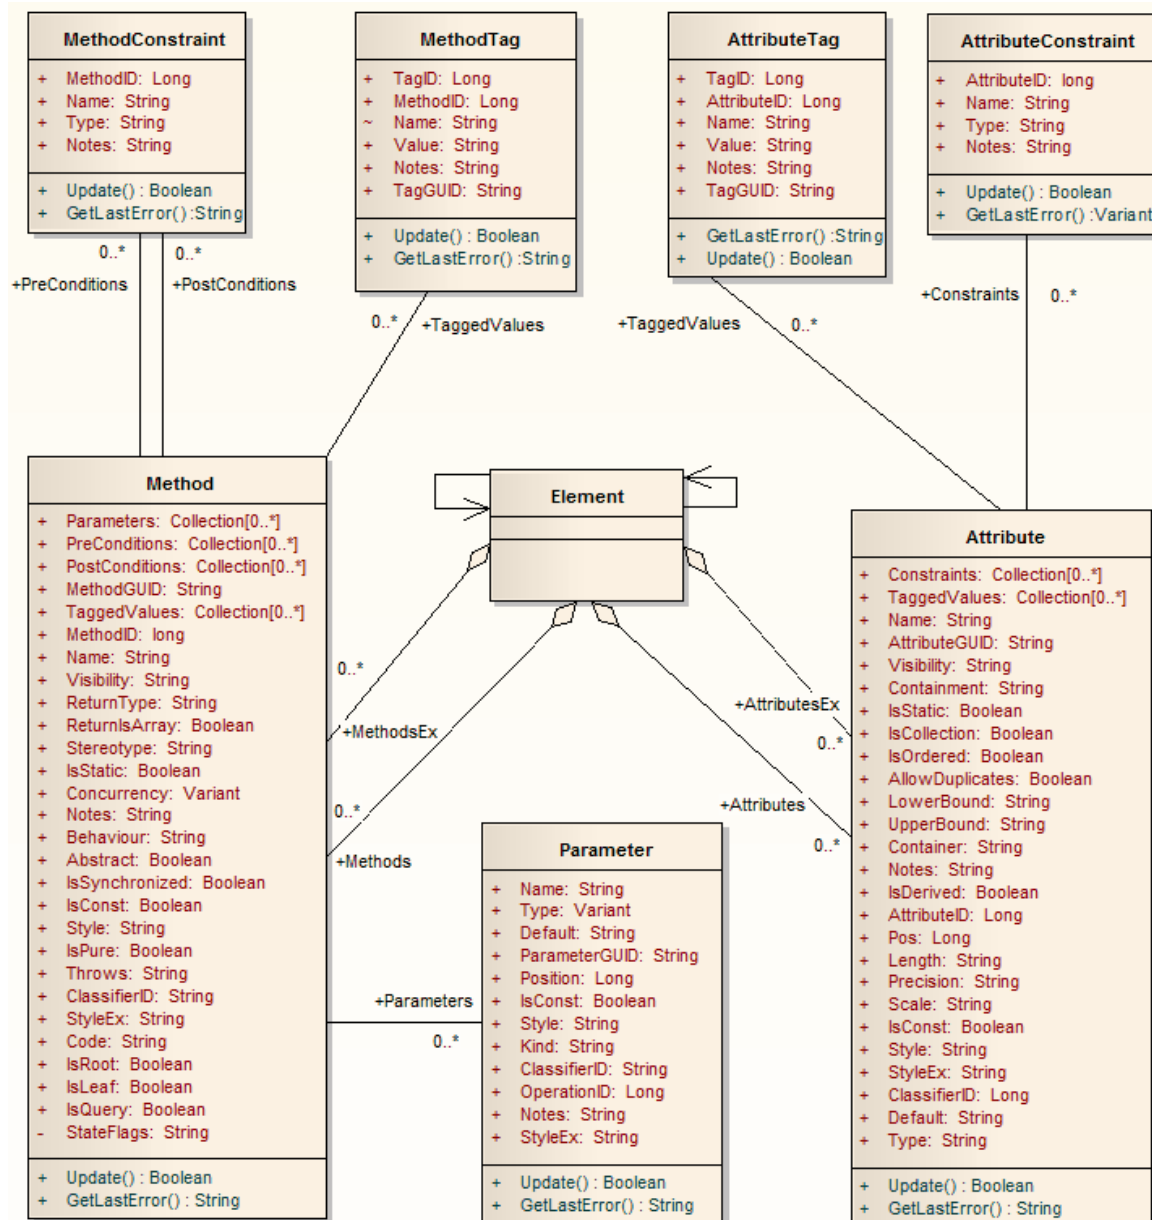 MethodConstraint
+ MethodID: Long
+ Name: String
+ Type: String
+ Notes: String
+ Update() : Boolean
+ GetLastError() :String
MethodTag
+ TagID: Long
+ MethodID: Long
~ Name: String
+ Value: String
+ Notes: String
+ TagGUID: String
+ Update() : Boolean
+ GetLastError() :String
AttributeTag
+ TagID: Long
+ AttributeID: Long
+ Name: String
+ Value: String
+ Notes: String
+ TagGUID: String
+ GetLastError() :String
+ Update() : Boolean
AttributeConstraint
+ AttributeID: long
+ Name: String
+ Type: String
+ Notes: String
+ Update() : Boolean
+ GetLastError() :Variant
0..*
0..*
+PreConditions
+PostConditions
0..*
+TaggedValues
+TaggedValues
0..*
+Constraints
0..*
Method
+ Parameters: Collection[0..*]
+ PreConditions: Collection[0..*]
+ PostConditions: Collection[0..*]
+ MethodGUID: String
+ TaggedValues: Collection[0..*]
+ MethodID: long
+ Name: String
+ Visibility: String
+ ReturnType: String
+ ReturnIsArray: Boolean
+ Stereotype: String
+ IsStatic: Boolean
+ Concurrency: Variant
+ Notes: String
+ Behaviour: String
+ Abstract: Boolean
+ IsSynchronized: Boolean
+ IsConst: Boolean
+ Style: String
+ IsPure: Boolean
+ Throws: String
+ ClassifierID: String
+ StyleEx: String
+ Code: String
+ IsRoot: Boolean
+ IsLeaf: Boolean
+ IsQuery: Boolean
- StateFlags: String
+ Update() : Boolean
+ GetLastError() : String
Element
0..*
+MethodsEx
0..*
+Methods
+AttributesEx
0..*
+Attributes
0..*
+Parameters
0..*
Parameter
+ Name: String
+ Type: Variant
+ Default: String
+ ParameterGUID: String
+ Position: Long
+ IsConst: Boolean
+ Style: String
+ Kind: String
+ ClassifierID: String
+ OperationID: Long
+ Notes: String
+ StyleEx: String
+ Update() : Boolean
+ GetLastError() : String
Attribute
+ Constraints: Collection[0..*]
+ TaggedValues: Collection[0..*]
+ Name: String
+ AttributeGUID: String
+ Visibility: String
+ Containment: String
+ IsStatic: Boolean
+ IsCollection: Boolean
+ IsOrdered: Boolean
+ AllowDuplicates: Boolean
+ LowerBound: String
+ UpperBound: String
+ Container: String
+ Notes: String
+ IsDerived: Boolean
+ AttributeID: Long
+ Pos: Long
+ Length: String
+ Precision: String
+ Scale: String
+ IsConst: Boolean
+ Style: String
+ StyleEx: String
+ ClassifierID: Long
+ Default: String
+ Type: String
+ Update() : Boolean
+ GetLastError() : String